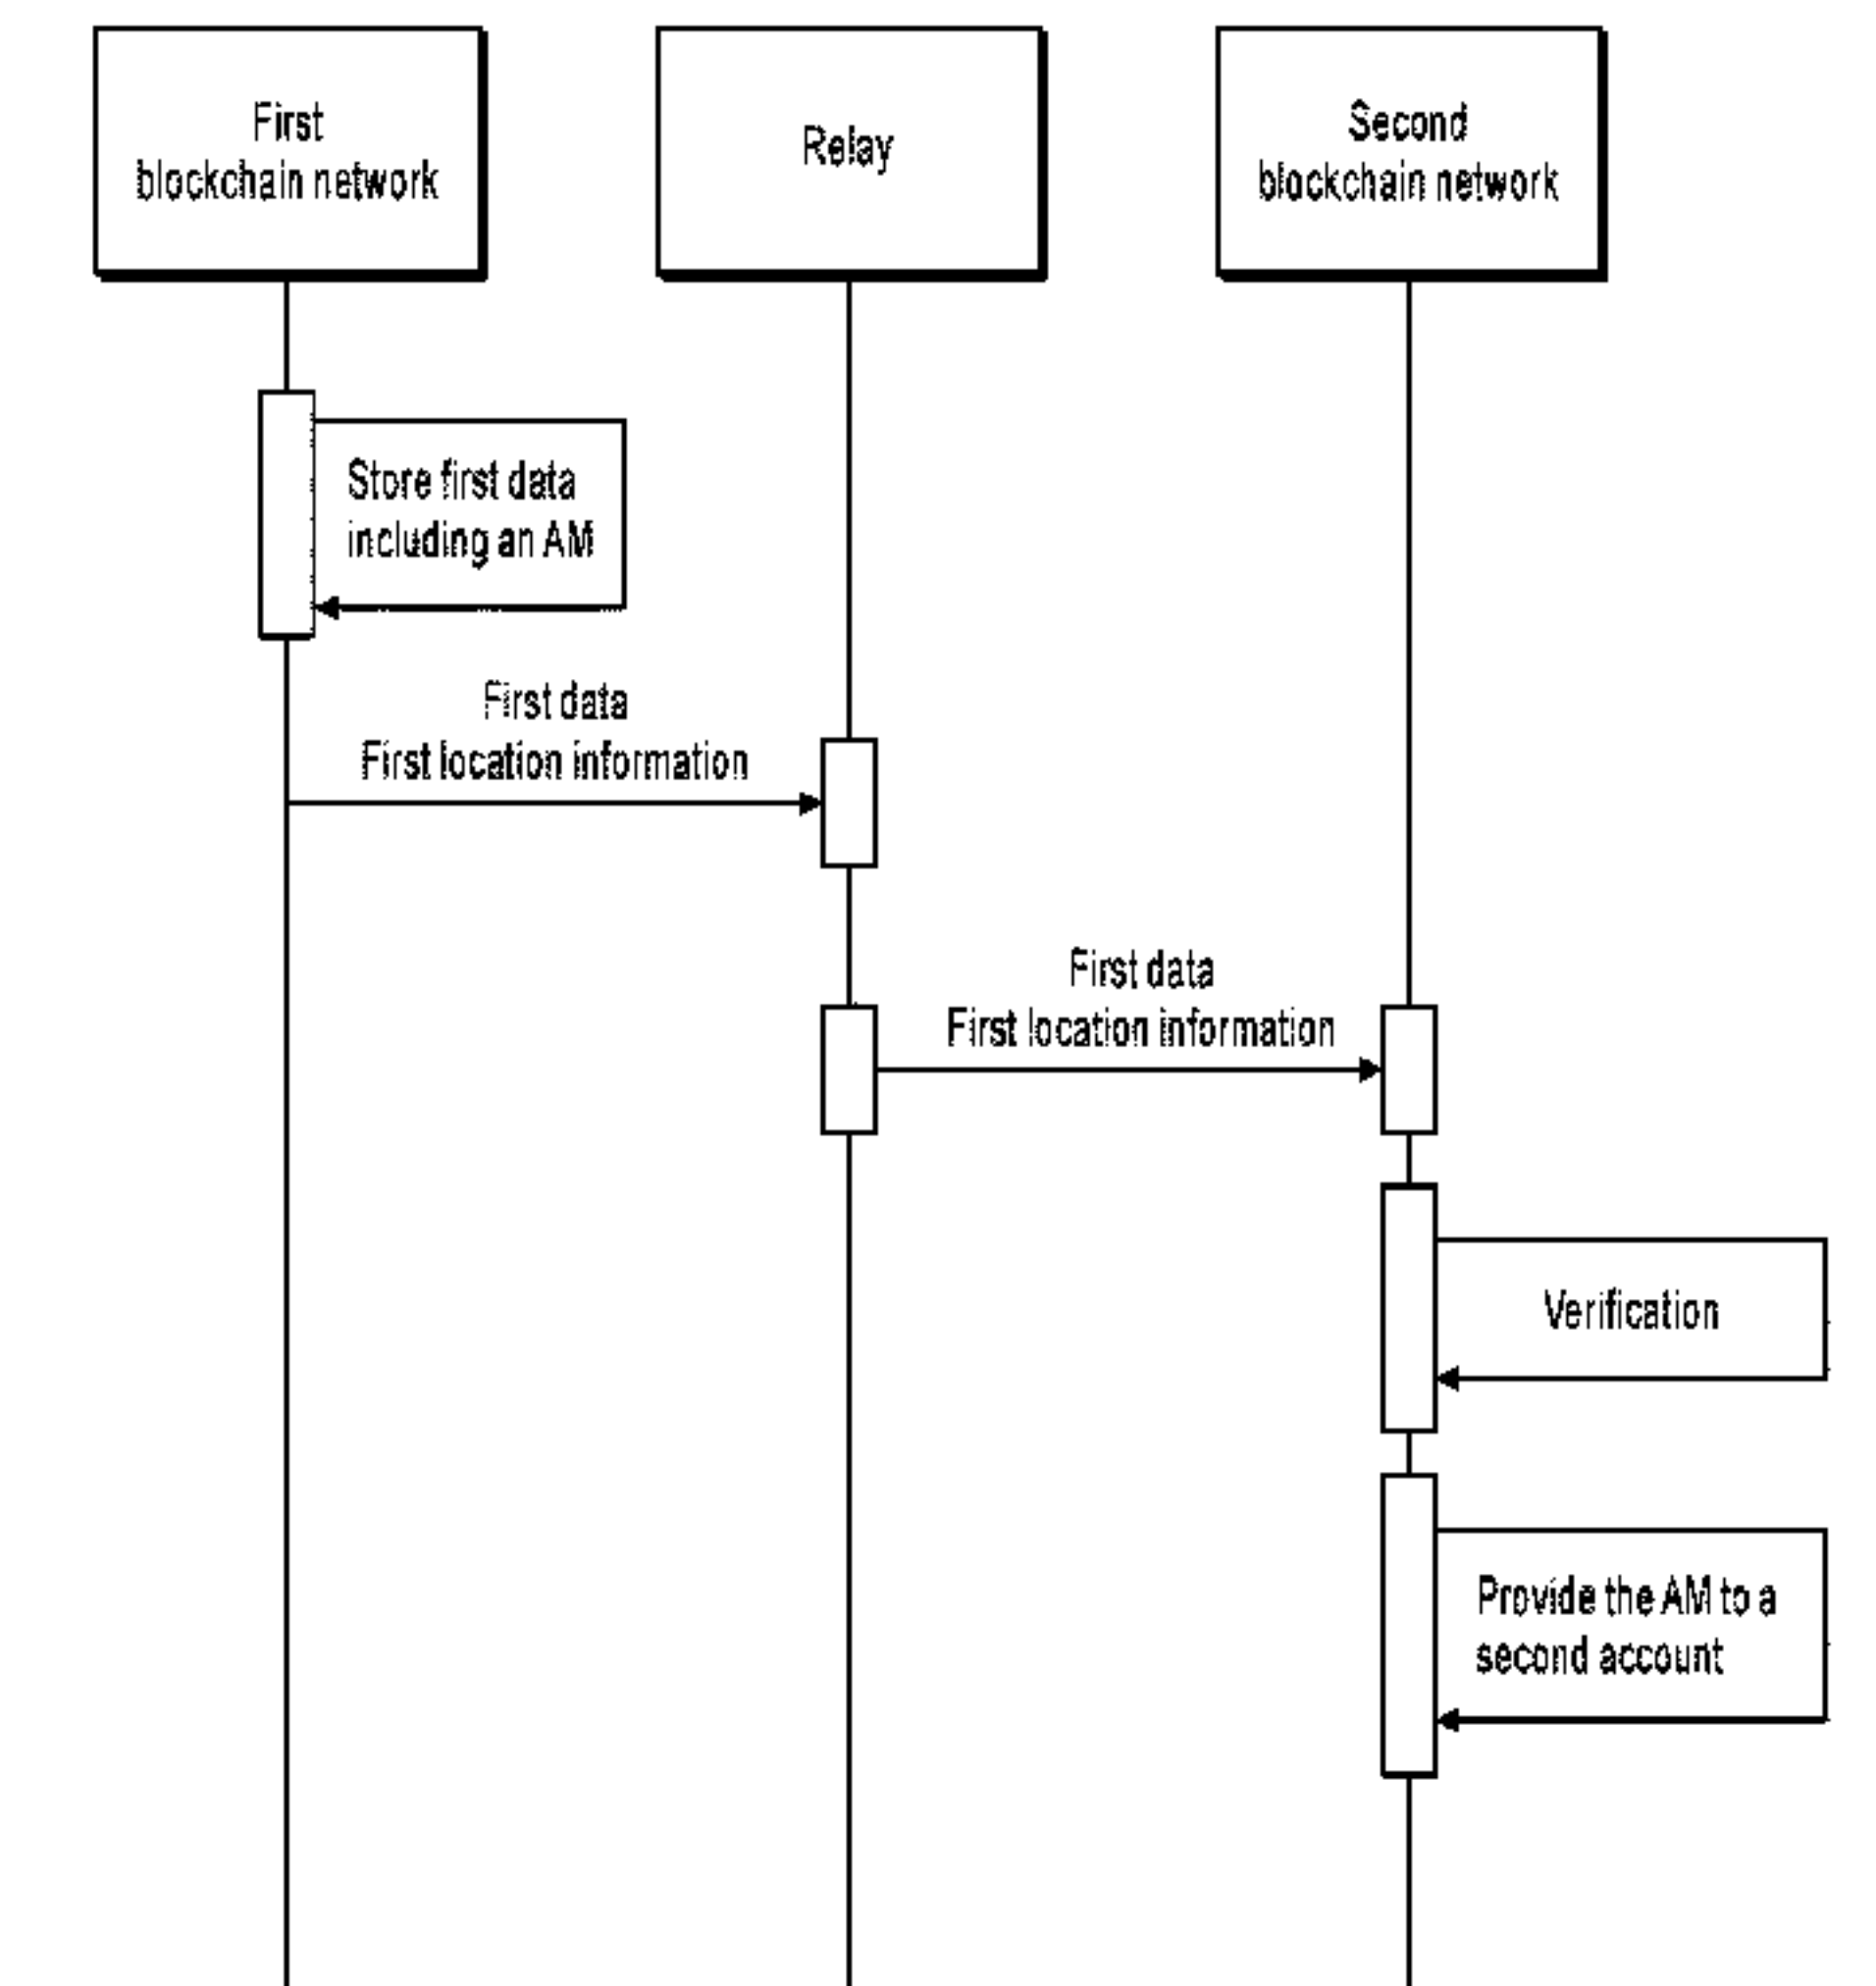 First
blockchain network
Relay
Second
blockchain network
Store first data
including an AM
First data
First location information
First data
First location information
Verification
Provide the AM to a
second account